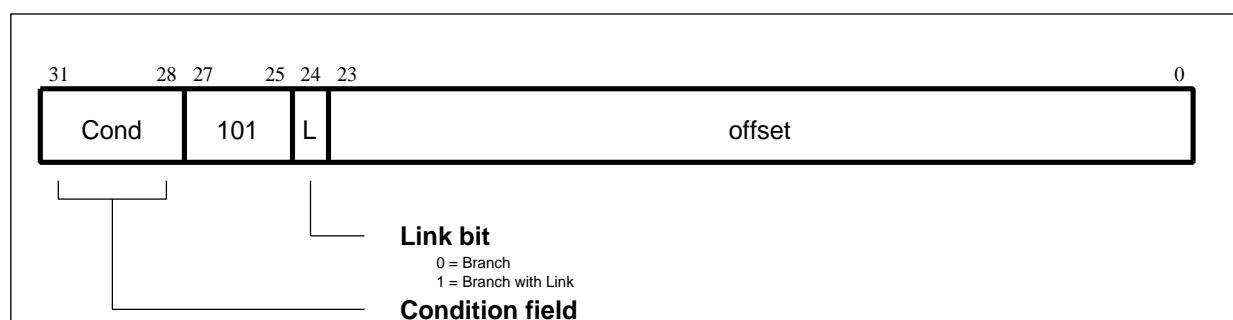 31 28 27 25 24 23 0
Cond 101 L offset
Link bit
0 = Branch
1 = Branch with Link
Condition field